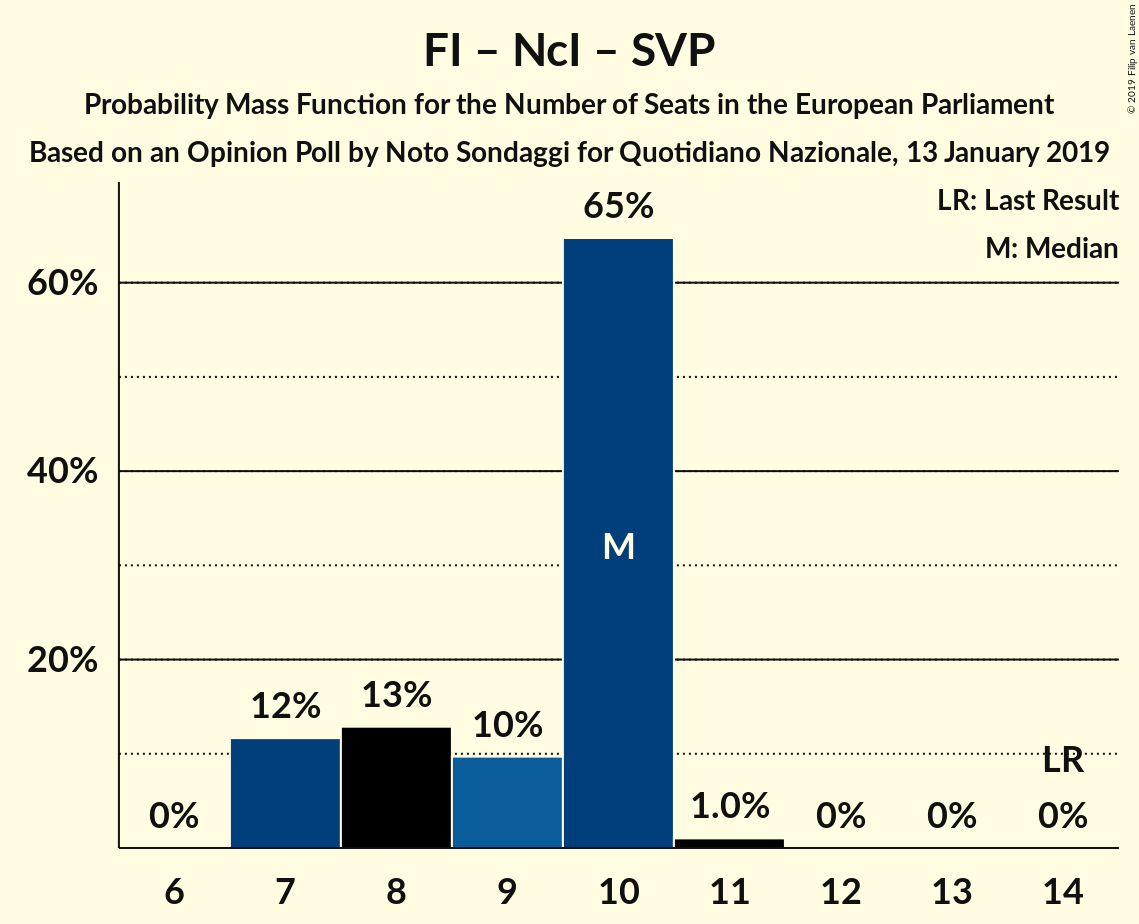 FI – NcI – SVP
Probability Mass Function for the Number of Seats in the European Parliament
Based on an Opinion Poll by Noto Sondaggi for Quotidiano Nazionale, 13 January 2019
© 2019 Filip van Laenen
LR: Last Result
M: Median
65%
60%
40%
M
20%
12%
13%
10%
LR
0%
1.0%
0%
0%
0%
6 7 8 9 10 11 12 13 14